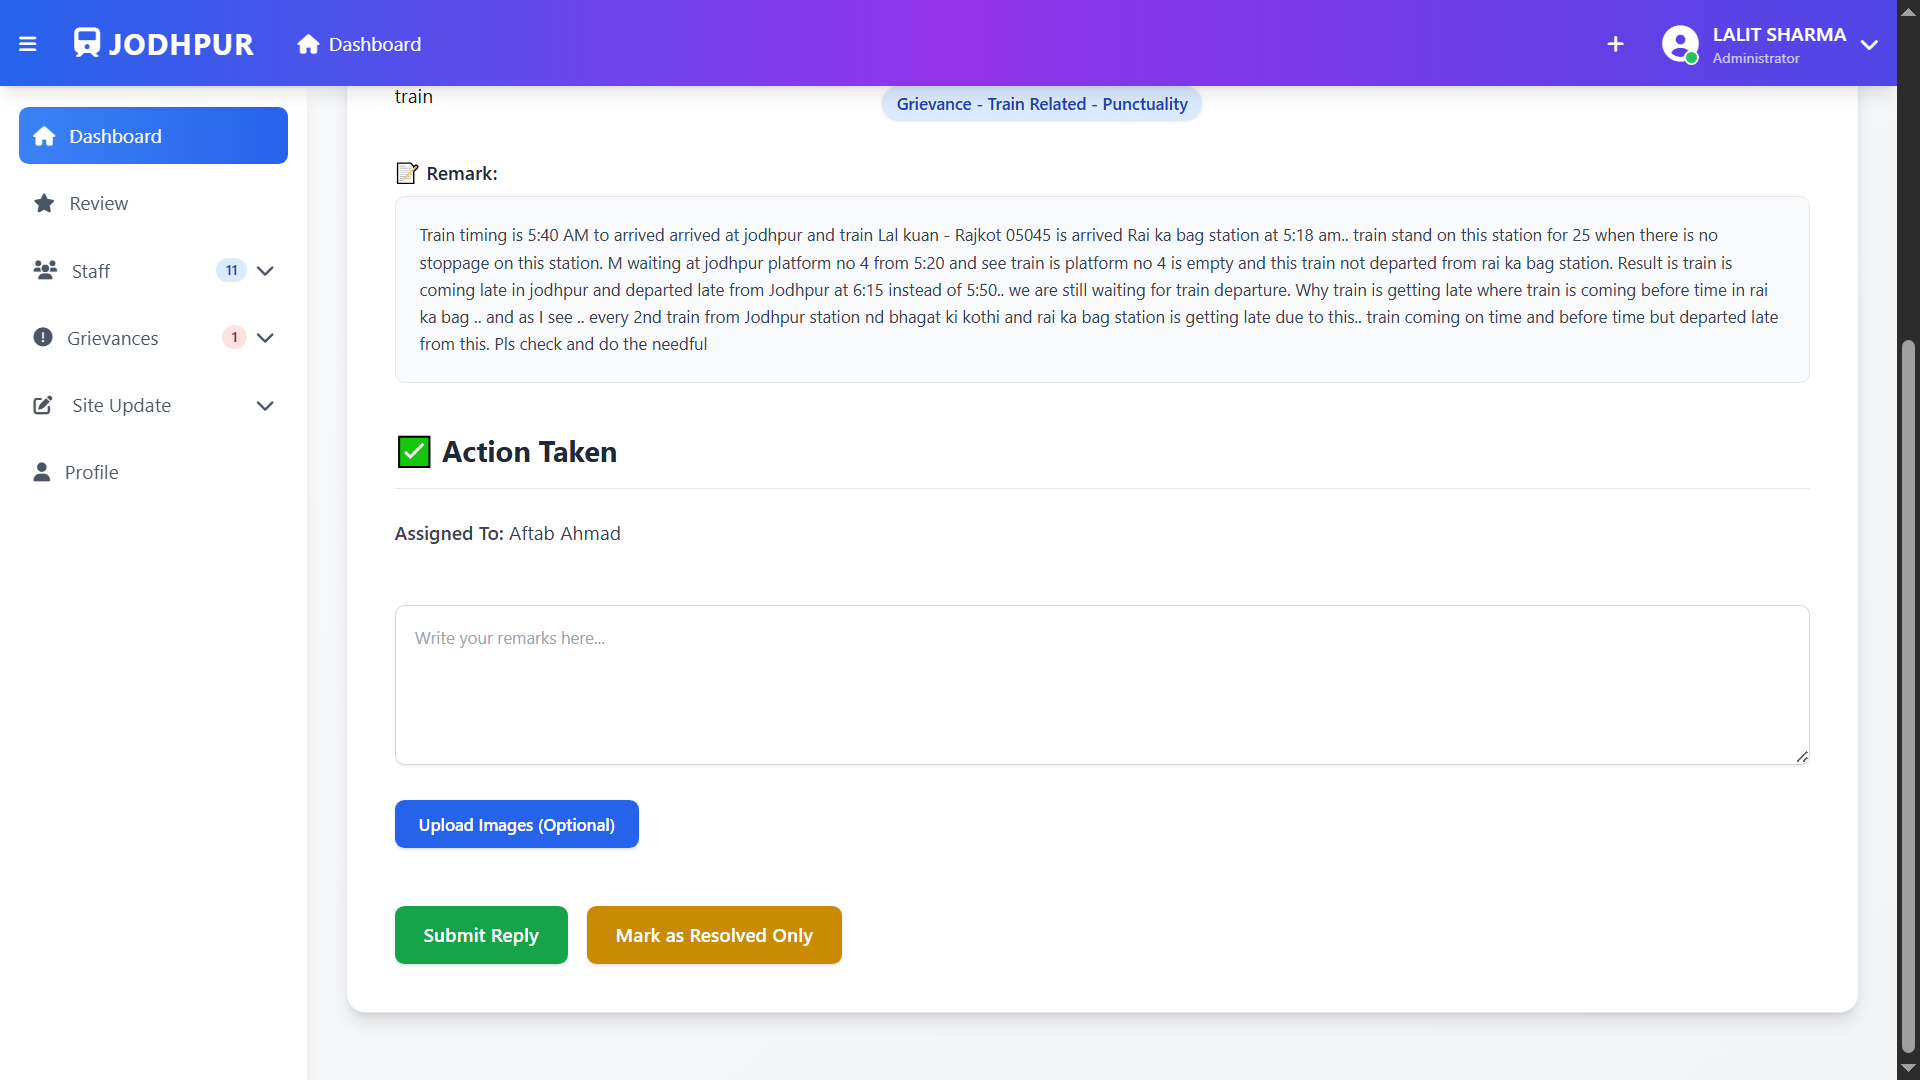 JODHPUR
Dashboard
LALIT SHARMA
Administrator
Dashboard
Review
Staff 11
Grievances 1
Site Update
Profile
train
Grievance - Train Related - Punctuality
Remark:
Train timing is 5:40 AM to arrived arrived at jodhpur and train Lal kuan - Rajkot 05045 is arrived Rai ka bag station at 5:18 am.. train stand on this station for 25 when there is no
stoppage on this station. M waiting at jodhpur platform no 4 from 5:20 and see train is platform no 4 is empty and this train not departed from rai ka bag station. Result is train is
coming late in jodhpur and departed late from Jodhpur at 6:15 instead of 5:50.. we are still waiting for train departure. Why train is getting late where train is coming before time in rai
ka bag .. and as I see .. every 2nd train from Jodhpur station nd bhagat ki kothi and rai ka bag station is getting late due to this.. train coming on time and before time but departed late
from this. Pls check and do the needful
Action Taken
Assigned To: Aftab Ahmad
Write your remarks here...
Upload Images (Optional)
Submit Reply
Mark as Resolved Only